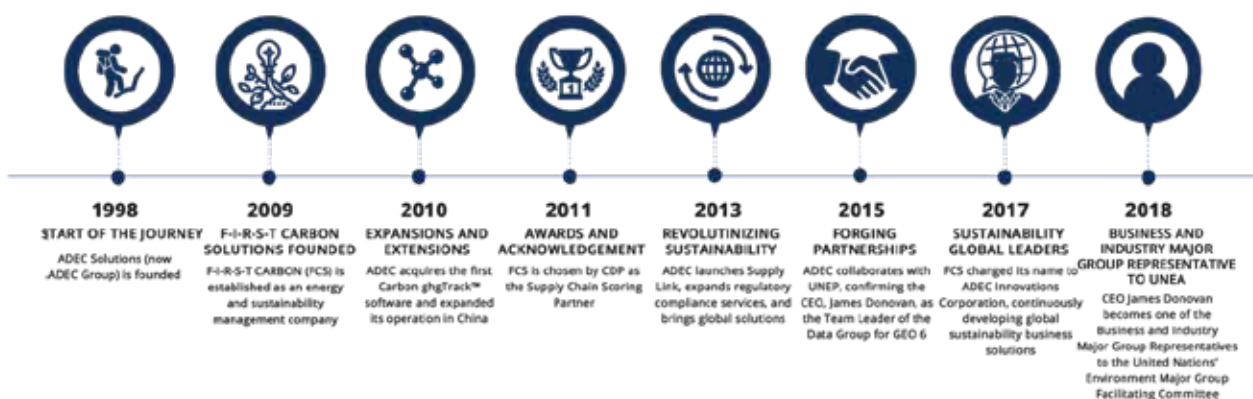 1
1998
START OF THE JOURNEY
ADEC Solutions (now
ADEC Group) is founded
2009
F-I-R-S-T CARBON
SOLUTIONS FOUNDED
F-I-R-S-T CARBON (FCS) is
established as an energy
and sustainability
management company
2010
EXPANSIONS AND
EXTENSIONS
ADEC acquires the first
Carbon ghgTrack™
software and expanded
its operation in China
2011
AWARDS AND
ACKNOWLEDGEMENT
FCS is chosen by CDP as
the Supply Chain Scoring
Partner
2013
REVOLUTINIZING
SUSTAINABILITY
ADEC launches Supply
Link, expands regulatory
compliance services, and
brings global solutions
2015
FORGING
PARTNERSHIPS
ADEC collaborates with
UNEP, confirming the
CEO, James Donovan, as
the Team Leader of the
Data Group for GEO 6
2017
SUSTAINABILITY
GLOBAL LEADERS
FCS changed its name to
ADEC Innovations
Corporation, continuously
developing global
sustainability business
solutions
2018
BUSINESS AND
INDUSTRY MAJOR
GROUP REPRESENTATIVE
TO UNEA
CEO James Donovan
becomes one of the
Business and Industry
Major Group Representatives
to the United Nations'
Environment Major Group
Facilitating Committee